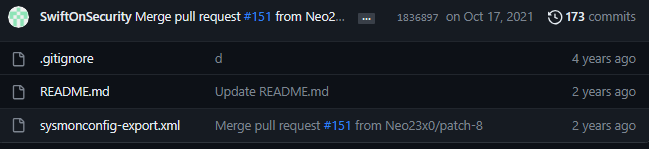 SwiftOnSecurity Merge pull request #151 from Neo2... ... 1836897 on Oct 17, 2021 173 commits
.gitignore d 4 years ago
README.md Update README.md 2 years ago
sysmonconfig-export.xml Merge pull request #151 from Neo23x0/patch-8 2 years ago